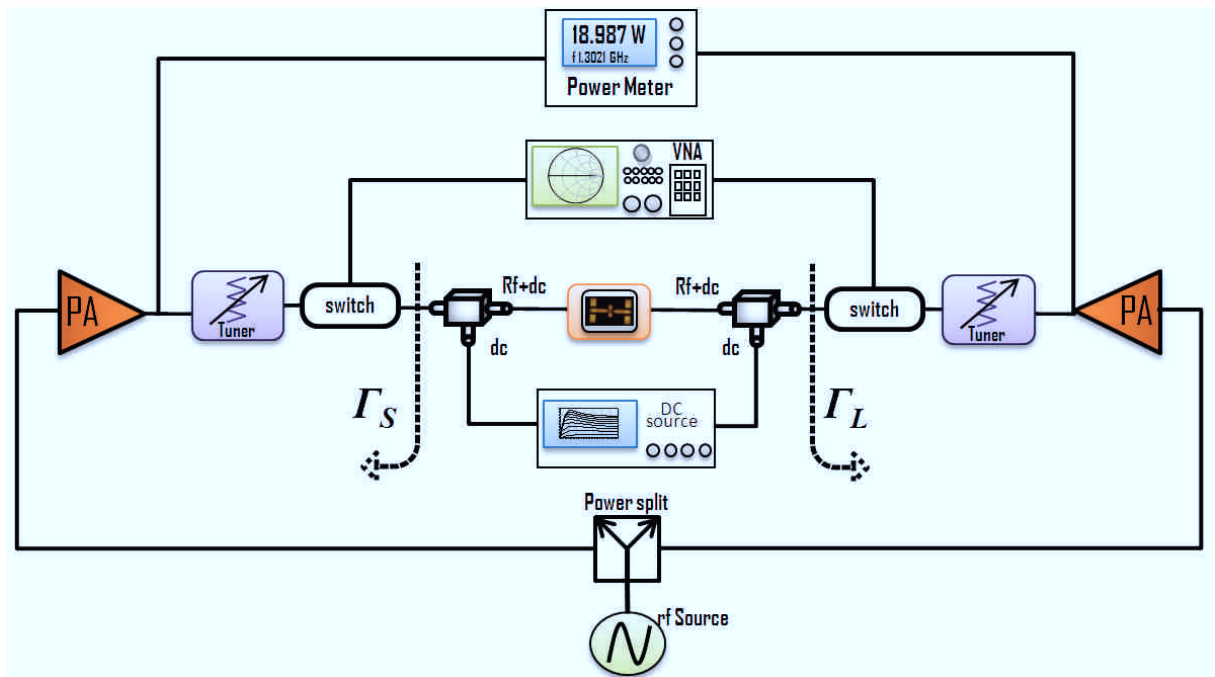 18.987 W
f 1.3021 GHz
Power Meter
VNA
PA
Tuner
switch
Rf+dc
dc
Rf+dc
dc
switch
Tuner
PA
Γ_S
DC
source
Γ_L
Power split
rf Source